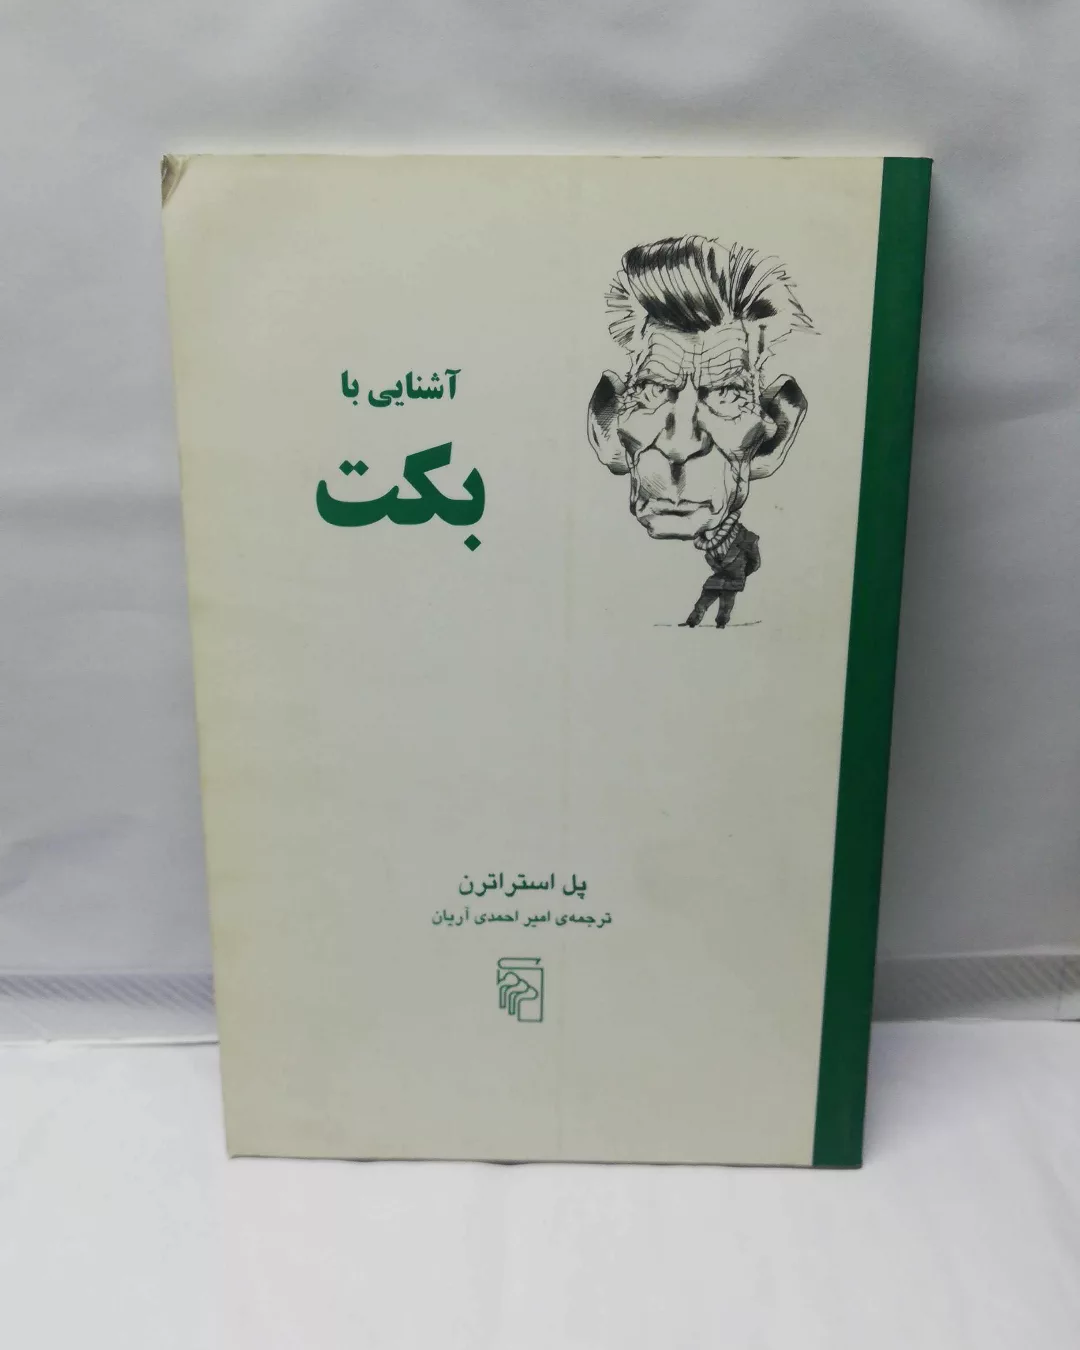 آشنایی با
بکت
پل استراترن
ترجمه‌ی امیر احمدی آریان